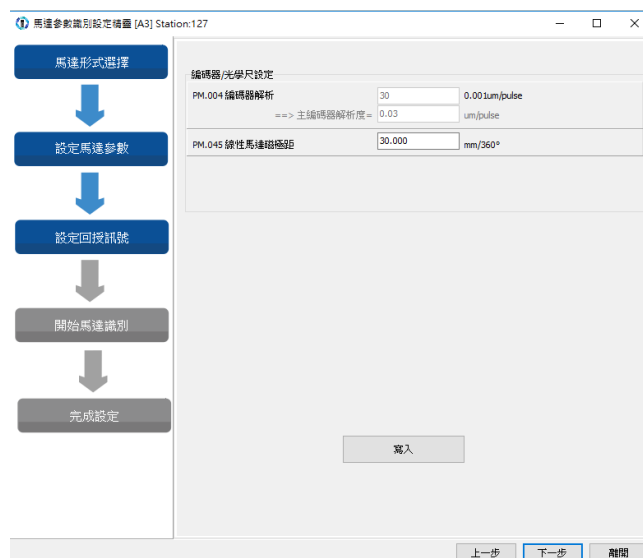 馬達參數識別設定精靈 [A3] Station:127
馬達形式選擇
設定馬達參數
設定回授訊號
開始馬達識別
完成設定
編碼器/光學尺設定
PM.004 編碼器解析 30 0.001um/pulse
==> 主編碼器解析度= 0.03 um/pulse
PM.045 線性馬達磁極距 30.000 mm/360°
寫入
上一步 下一步 離開